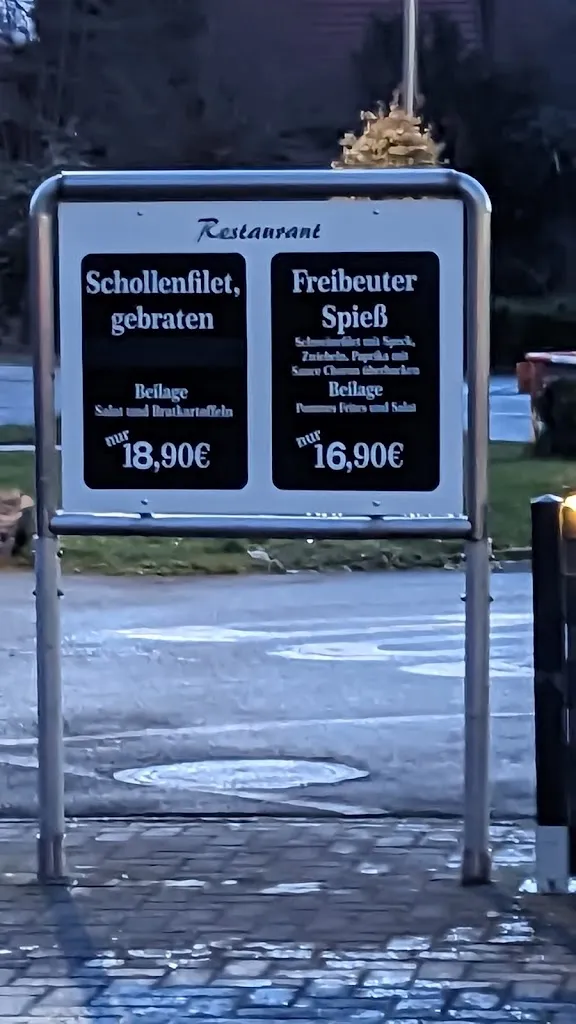 Restaurant
Schollenfilet,
gebraten
Beilage
Salat und Bratkartoffeln
nur
18,90€
Freibeuter
Spieß
Schweinefilet mit Speck,
Zwiebeln, Paprika mit
Sauce überbacken
Beilage
Pommes Frites und Salat
nur
16,90€